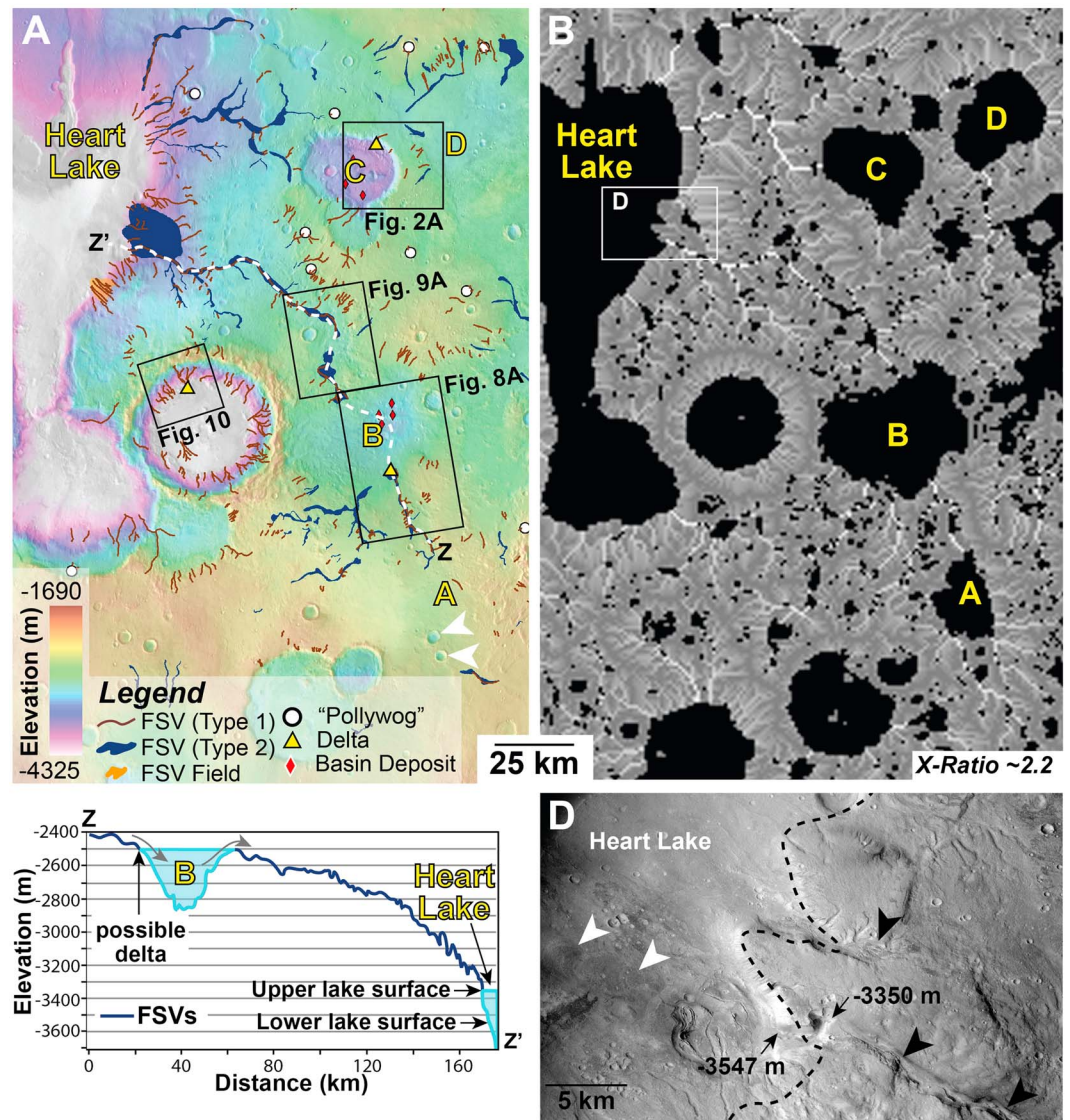 A
Heart
Lake
D
C
Fig. 2A
Z'
Fig. 9A
Fig. 8A
Fig. 10
B
Z
A
-1690
Elevation (m)
-4325
Legend
FSV (Type 1)
FSV (Type 2)
FSV Field
"Pollywog"
Delta
Basin Deposit
25 km
B
Heart
Lake
D
C
D
B
A
X-Ratio ~2.2
Z
-2400
-2600
-2800
-3000
-3200
-3400
-3600
Elevation (m)
B
Heart
Lake
possible
delta
Upper lake surface
Lower lake surface
FSVs
Z'
0
40
80
120
160
Distance (km)
D
Heart Lake
-3350 m
-3547 m
5 km